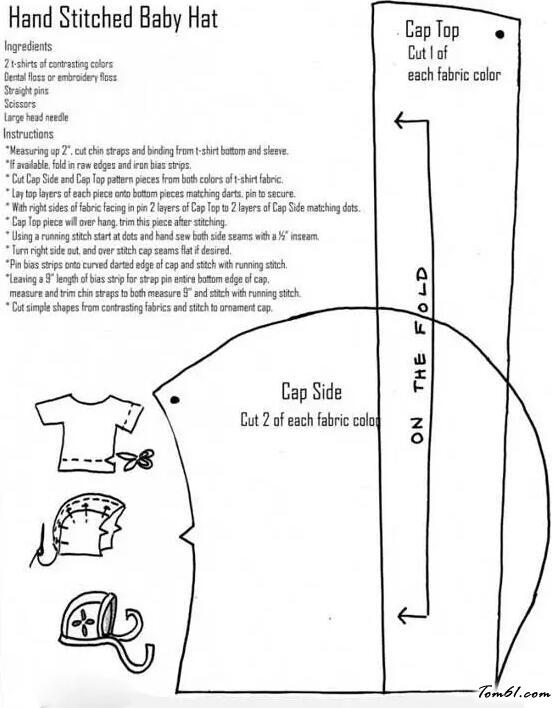 Hand Stitched Baby Hat
Ingredients
2 t-shirts of contrasting colors
Dental floss or embroidery floss
Straight pins
Scissors
Large head needle
Instructions
*Measuring up 2", cut chin straps and binding from t-shirt bottom and sleeve.
*If available, fold in raw edges and iron bias strips.
* Cut Cap Side and Cap Top pattern pieces from both colors of t-shirt fabric.
* Lay top layers of each piece onto bottom pieces matching darts, pin to secure.
* With right sides of fabric facing in pin 2 layers of Cap Top to 2 layers of Cap Side matching dots.
* Cap Top piece will over hang, trim this piece after stitching.
* Using a running stitch start at dots and hand sew both side seams with a ½" inseam.
* Turn right side out, and over stitch cap seams flat if desired.
*Pin bias strips onto curved darted edge of cap and stitch with running stitch.
*Leaving a 9" length of bias strip for strap pin entire bottom edge of cap,
measure and trim chin straps to both measure 9" and stitch with running stitch.
* Cut simple shapes from contrasting fabrics and stitch to ornament cap.
Cap Top
Cut 1 of
each fabric color
ON THE FOLD
Cap Side
Cut 2 of each fabric color
Tom61.com